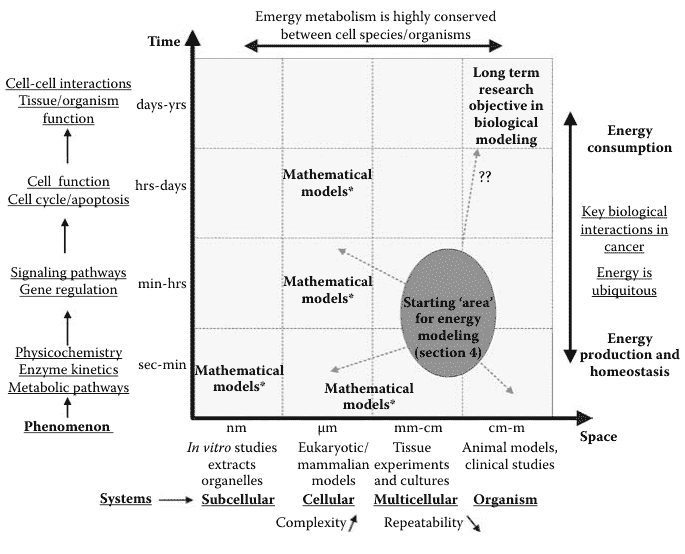 Emergy metabolism is highly conserved
between cell species/organisms
Time
Cell-cell interactions
Tissue/organism
function
days-yrs
Long term
research
objective in
biological
modeling
Energy
consumption
Cell function
Cell cycle/apoptosis
hrs-days
Mathematical
models*
??
Key biological
interactions in
cancer
Signaling pathways
Gene regulation
min-hrs
Mathematical
models*
Starting ‘area’
for energy
modeling
(section 4)
Energy is
ubiquitous
Physicochemistry
Enzyme kinetics
Metabolic pathways
sec-min
Mathematical
models*
Mathematical
models*
Energy
production and
homeostasis
Phenomenon
nm
μm
mm-cm
cm-m
Space
In vitro studies
extracts
organelles
Eukaryotic/
mammalian
models
Tissue
experiments
and cultures
Animal models,
clinical studies
Systems
Subcellular
Cellular
Multicellular
Organism
Complexity
Repeatability